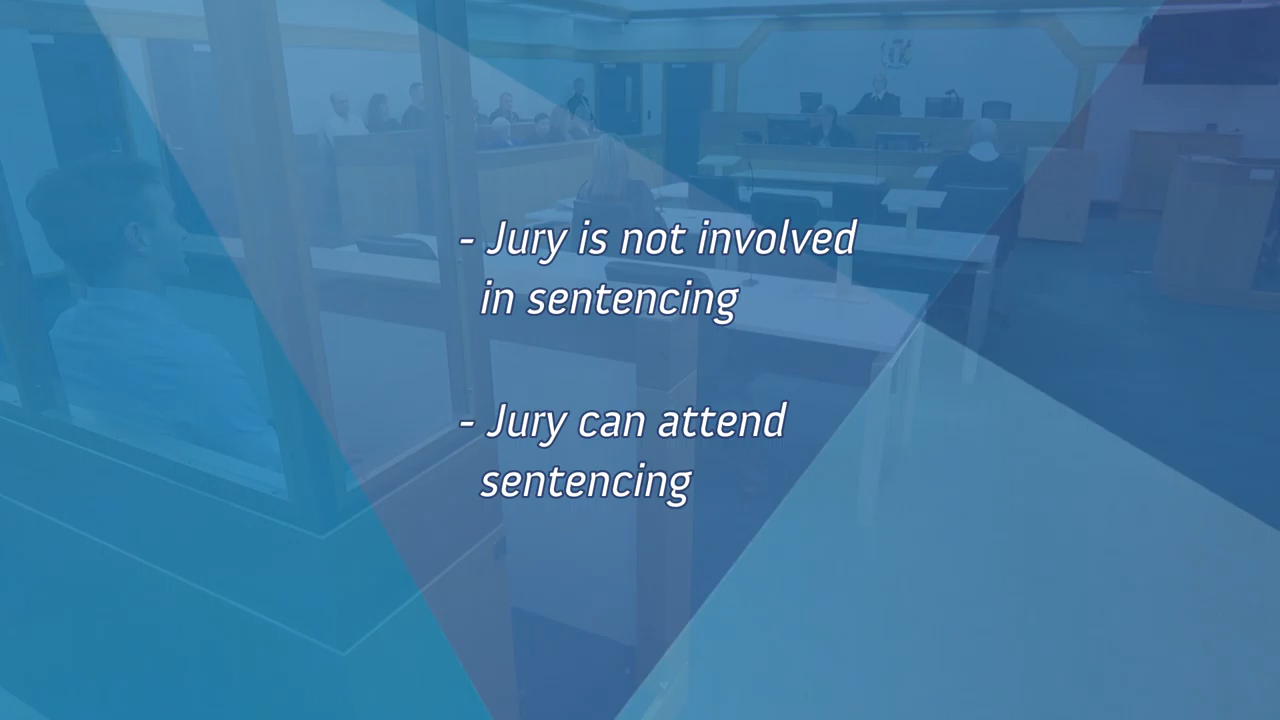 - Jury is not involved
in sentencing
- Jury can attend
sentencing